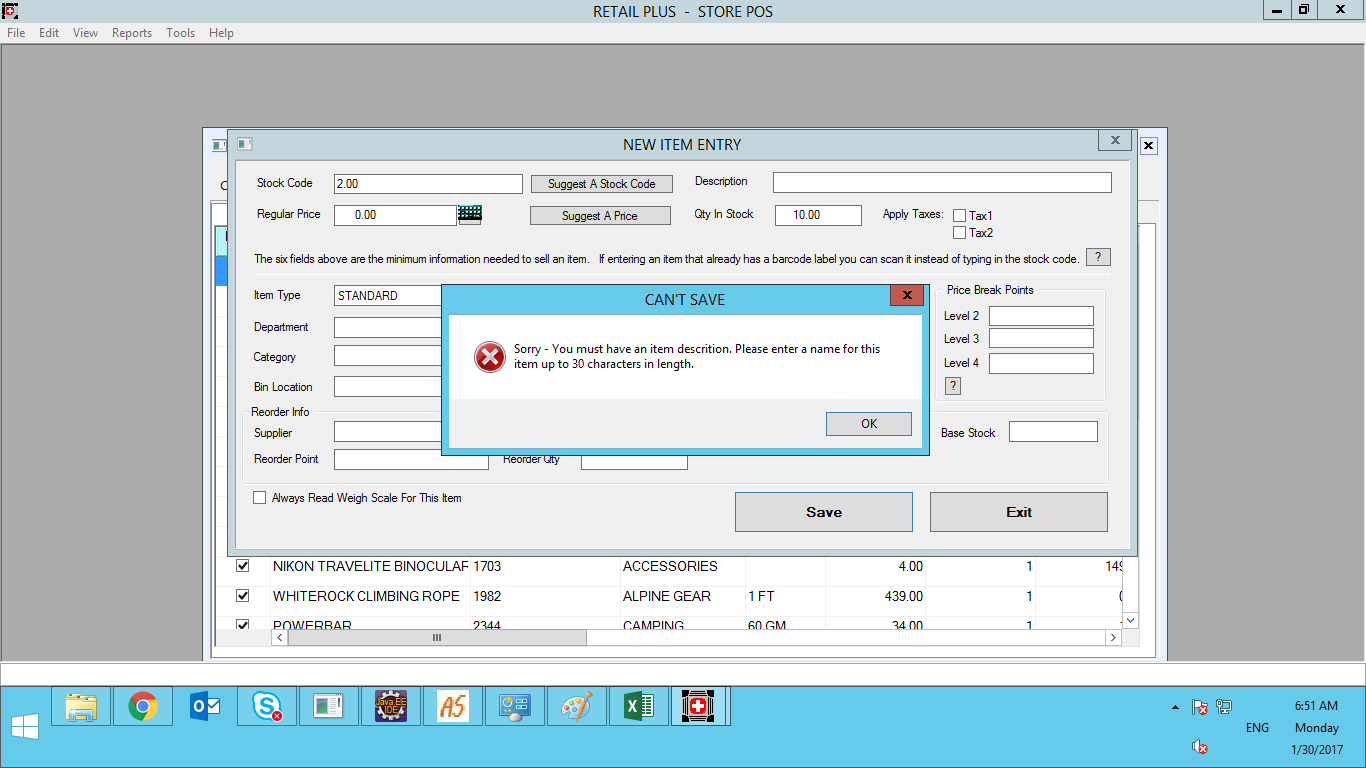 RETAIL PLUS - STORE POS
File Edit View Reports Tools Help
NEW ITEM ENTRY
Stock Code 2.00 Suggest A Stock Code Description
Regular Price 0.00 Suggest A Price Qty In Stock 10.00 Apply Taxes: Tax1
Tax2
The six fields above are the minimum information needed to sell an item. If entering an item that already has a barcode label you can scan it instead of typing in the stock code. ?
Item Type STANDARD
Department
Category
Bin Location
Price Break Points
Level 2
Level 3
Level 4
?
CAN'T SAVE
Sorry - You must have an item descrition. Please enter a name for this
item up to 30 characters in length.
OK
Reorder Info
Supplier Base Stock
Reorder Point Reorder Qty
Always Read Weigh Scale For This Item
Save Exit
NIKON TRAVELITE BINOCULAR 1703 ACCESSORIES 4.00 1 149
WHITEROCK CLIMBING ROPE 1982 ALPINE GEAR 1 FT 439.00 1
POWERBAR 2344 CAMPING 60 GM 34.00 1
Java EE
IDE
AS
6:51 AM
ENG Monday
1/30/2017